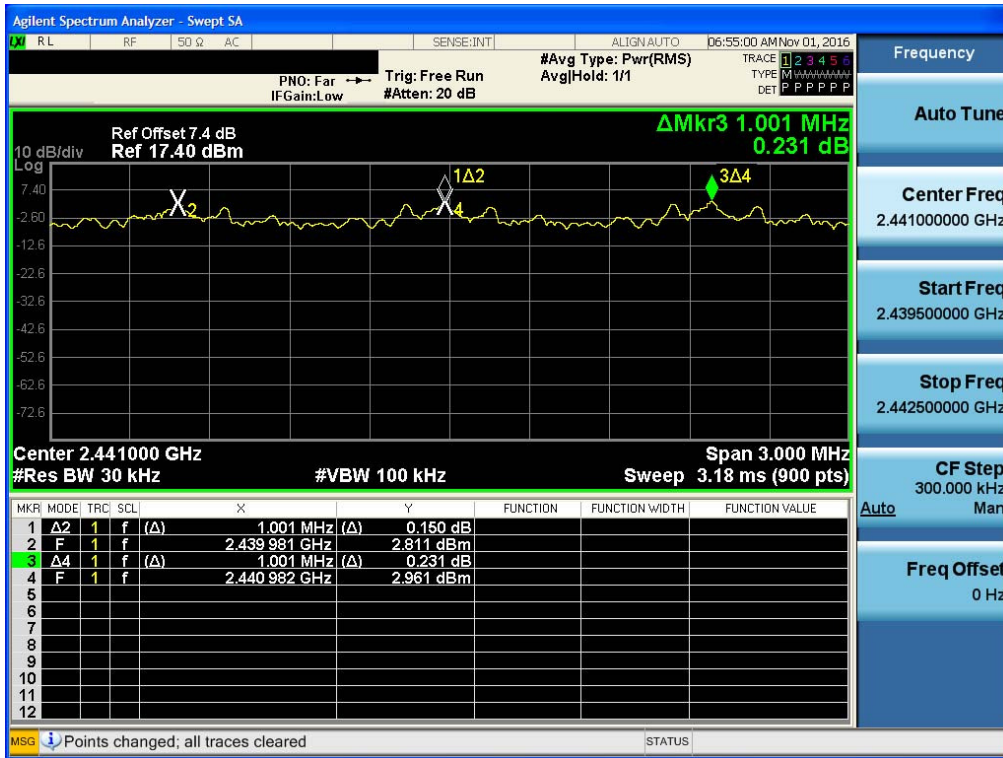 Agilent Spectrum Analyzer - Swept SA
LXI RL RF 50 Ω AC SENSE:INT ALIGN AUTO 06:55:00 AM Nov 01, 2016
PNO: Far Trig: Free Run #Avg Type: Pwr(RMS) TRACE 1 2 3 4 5 6
IFGain:Low #Atten: 20 dB Avg|Hold: 1/1 TYPE M WWWWW
DET P P P P P P
Frequency
ΔMkr3 1.001 MHz
0.231 dB
Ref Offset 7.4 dB
10 dB/div Ref 17.40 dBm
Log
1Δ2
3Δ4
7.40
2
4
-2.60
-12.6
-22.6
-32.6
-42.6
-52.6
-62.6
-72.6
Center 2.441000 GHz Span 3.000 MHz
#Res BW 30 kHz #VBW 100 kHz Sweep 3.18 ms (900 pts)
MKR MODE TRC SCL X Y FUNCTION FUNCTION WIDTH FUNCTION VALUE
1 Δ2 1 f (Δ) 1.001 MHz (Δ) 0.150 dB
2 F 1 f 2.439 981 GHz 2.811 dBm
3 Δ4 1 f (Δ) 1.001 MHz (Δ) 0.231 dB
4 F 1 f 2.440 982 GHz 2.961 dBm
5
6
7
8
9
10
11
12
Auto Tune
Center Freq
2.441000000 GHz
Start Freq
2.439500000 GHz
Stop Freq
2.442500000 GHz
CF Step
300.000 kHz
Auto Man
Freq Offset
0 Hz
MSG Points changed; all traces cleared STATUS